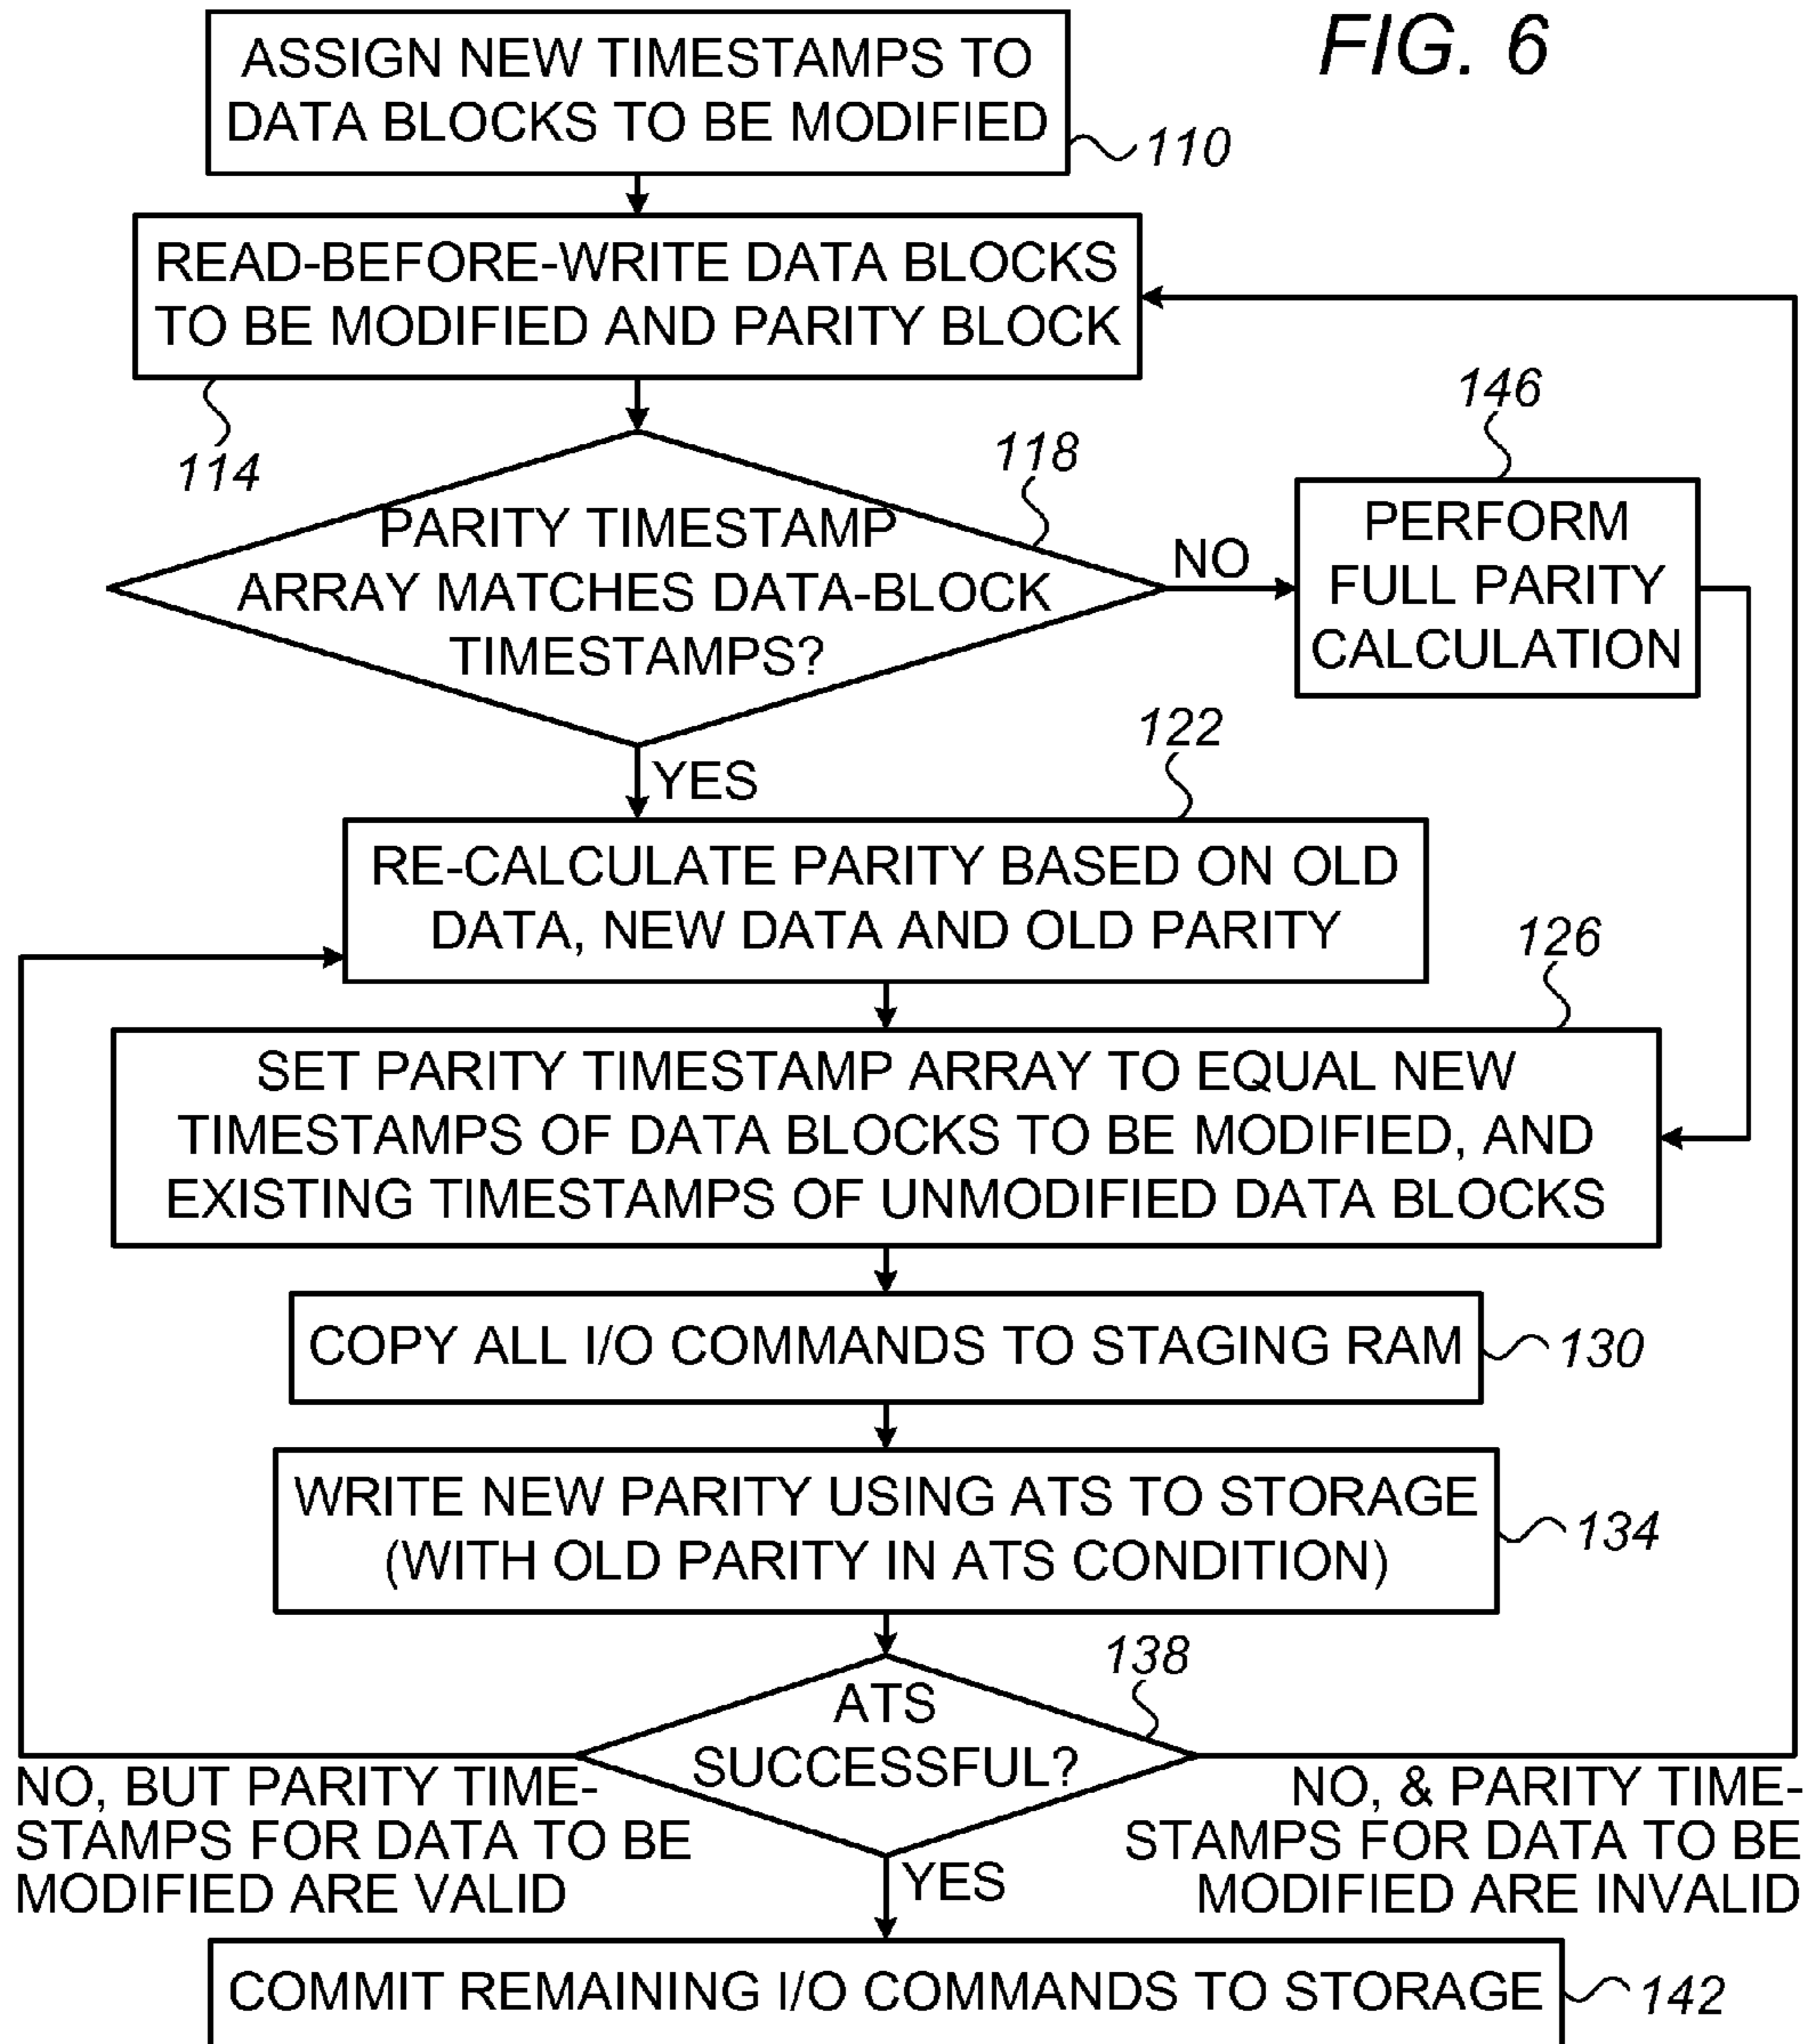 FIG. 6
ASSIGN NEW TIMESTAMPS TO
DATA BLOCKS TO BE MODIFIED
110
READ-BEFORE-WRITE DATA BLOCKS
TO BE MODIFIED AND PARITY BLOCK
114
118
PARITY TIMESTAMP
ARRAY MATCHES DATA-BLOCK
TIMESTAMPS?
NO
146
PERFORM
FULL PARITY
CALCULATION
YES
122
RE-CALCULATE PARITY BASED ON OLD
DATA, NEW DATA AND OLD PARITY
126
SET PARITY TIMESTAMP ARRAY TO EQUAL NEW
TIMESTAMPS OF DATA BLOCKS TO BE MODIFIED, AND
EXISTING TIMESTAMPS OF UNMODIFIED DATA BLOCKS
COPY ALL I/O COMMANDS TO STAGING RAM
130
WRITE NEW PARITY USING ATS TO STORAGE
(WITH OLD PARITY IN ATS CONDITION)
134
138
ATS
SUCCESSFUL?
NO, BUT PARITY TIME-
STAMPS FOR DATA TO BE
MODIFIED ARE VALID
NO, & PARITY TIME-
STAMPS FOR DATA TO BE
MODIFIED ARE INVALID
YES
COMMIT REMAINING I/O COMMANDS TO STORAGE
142